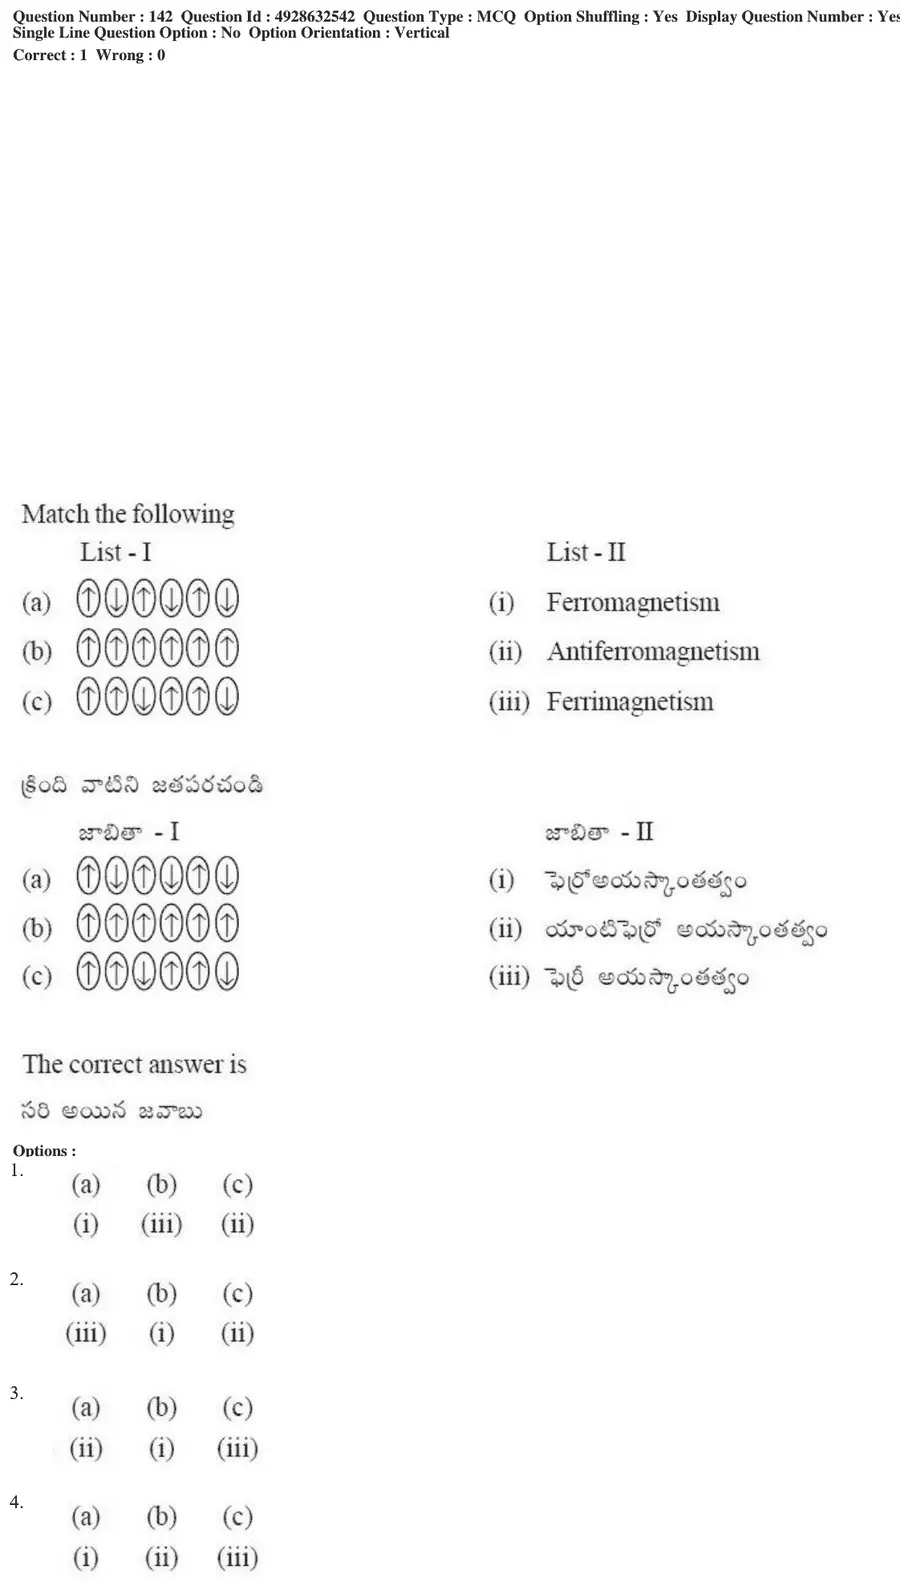 Question Number : 142 Question Id : 4928632542 Question Type : MCQ Option Shuffling : Yes Display Question Number : Yes
Single Line Question Option : No Option Orientation : Vertical
Correct : 1 Wrong : 0
Match the following
List - I List - II
(a) ↑ ↓ ↑ ↓ ↑ ↓ (i) Ferromagnetism
(b) ↑ ↑ ↑ ↑ ↑ ↑ (ii) Antiferromagnetism
(c) ↑ ↑ ↓ ↑ ↑ ↓ (iii) Ferrimagnetism
క్రింది వాటిని జతపరచండి
జాబితా - I జాబితా - II
(a) ↑ ↓ ↑ ↓ ↑ ↓ (i) ఫెర్రోఅయస్కాంతత్వం
(b) ↑ ↑ ↑ ↑ ↑ ↑ (ii) యాంటిఫెర్రో అయస్కాంతత్వం
(c) ↑ ↑ ↓ ↑ ↑ ↓ (iii) ఫెర్రీ అయస్కాంతత్వం
The correct answer is
సరి అయిన జవాబు
Options :
1. (a) (b) (c)
(i) (iii) (ii)
2. (a) (b) (c)
(iii) (i) (ii)
3. (a) (b) (c)
(ii) (i) (iii)
4. (a) (b) (c)
(i) (ii) (iii)